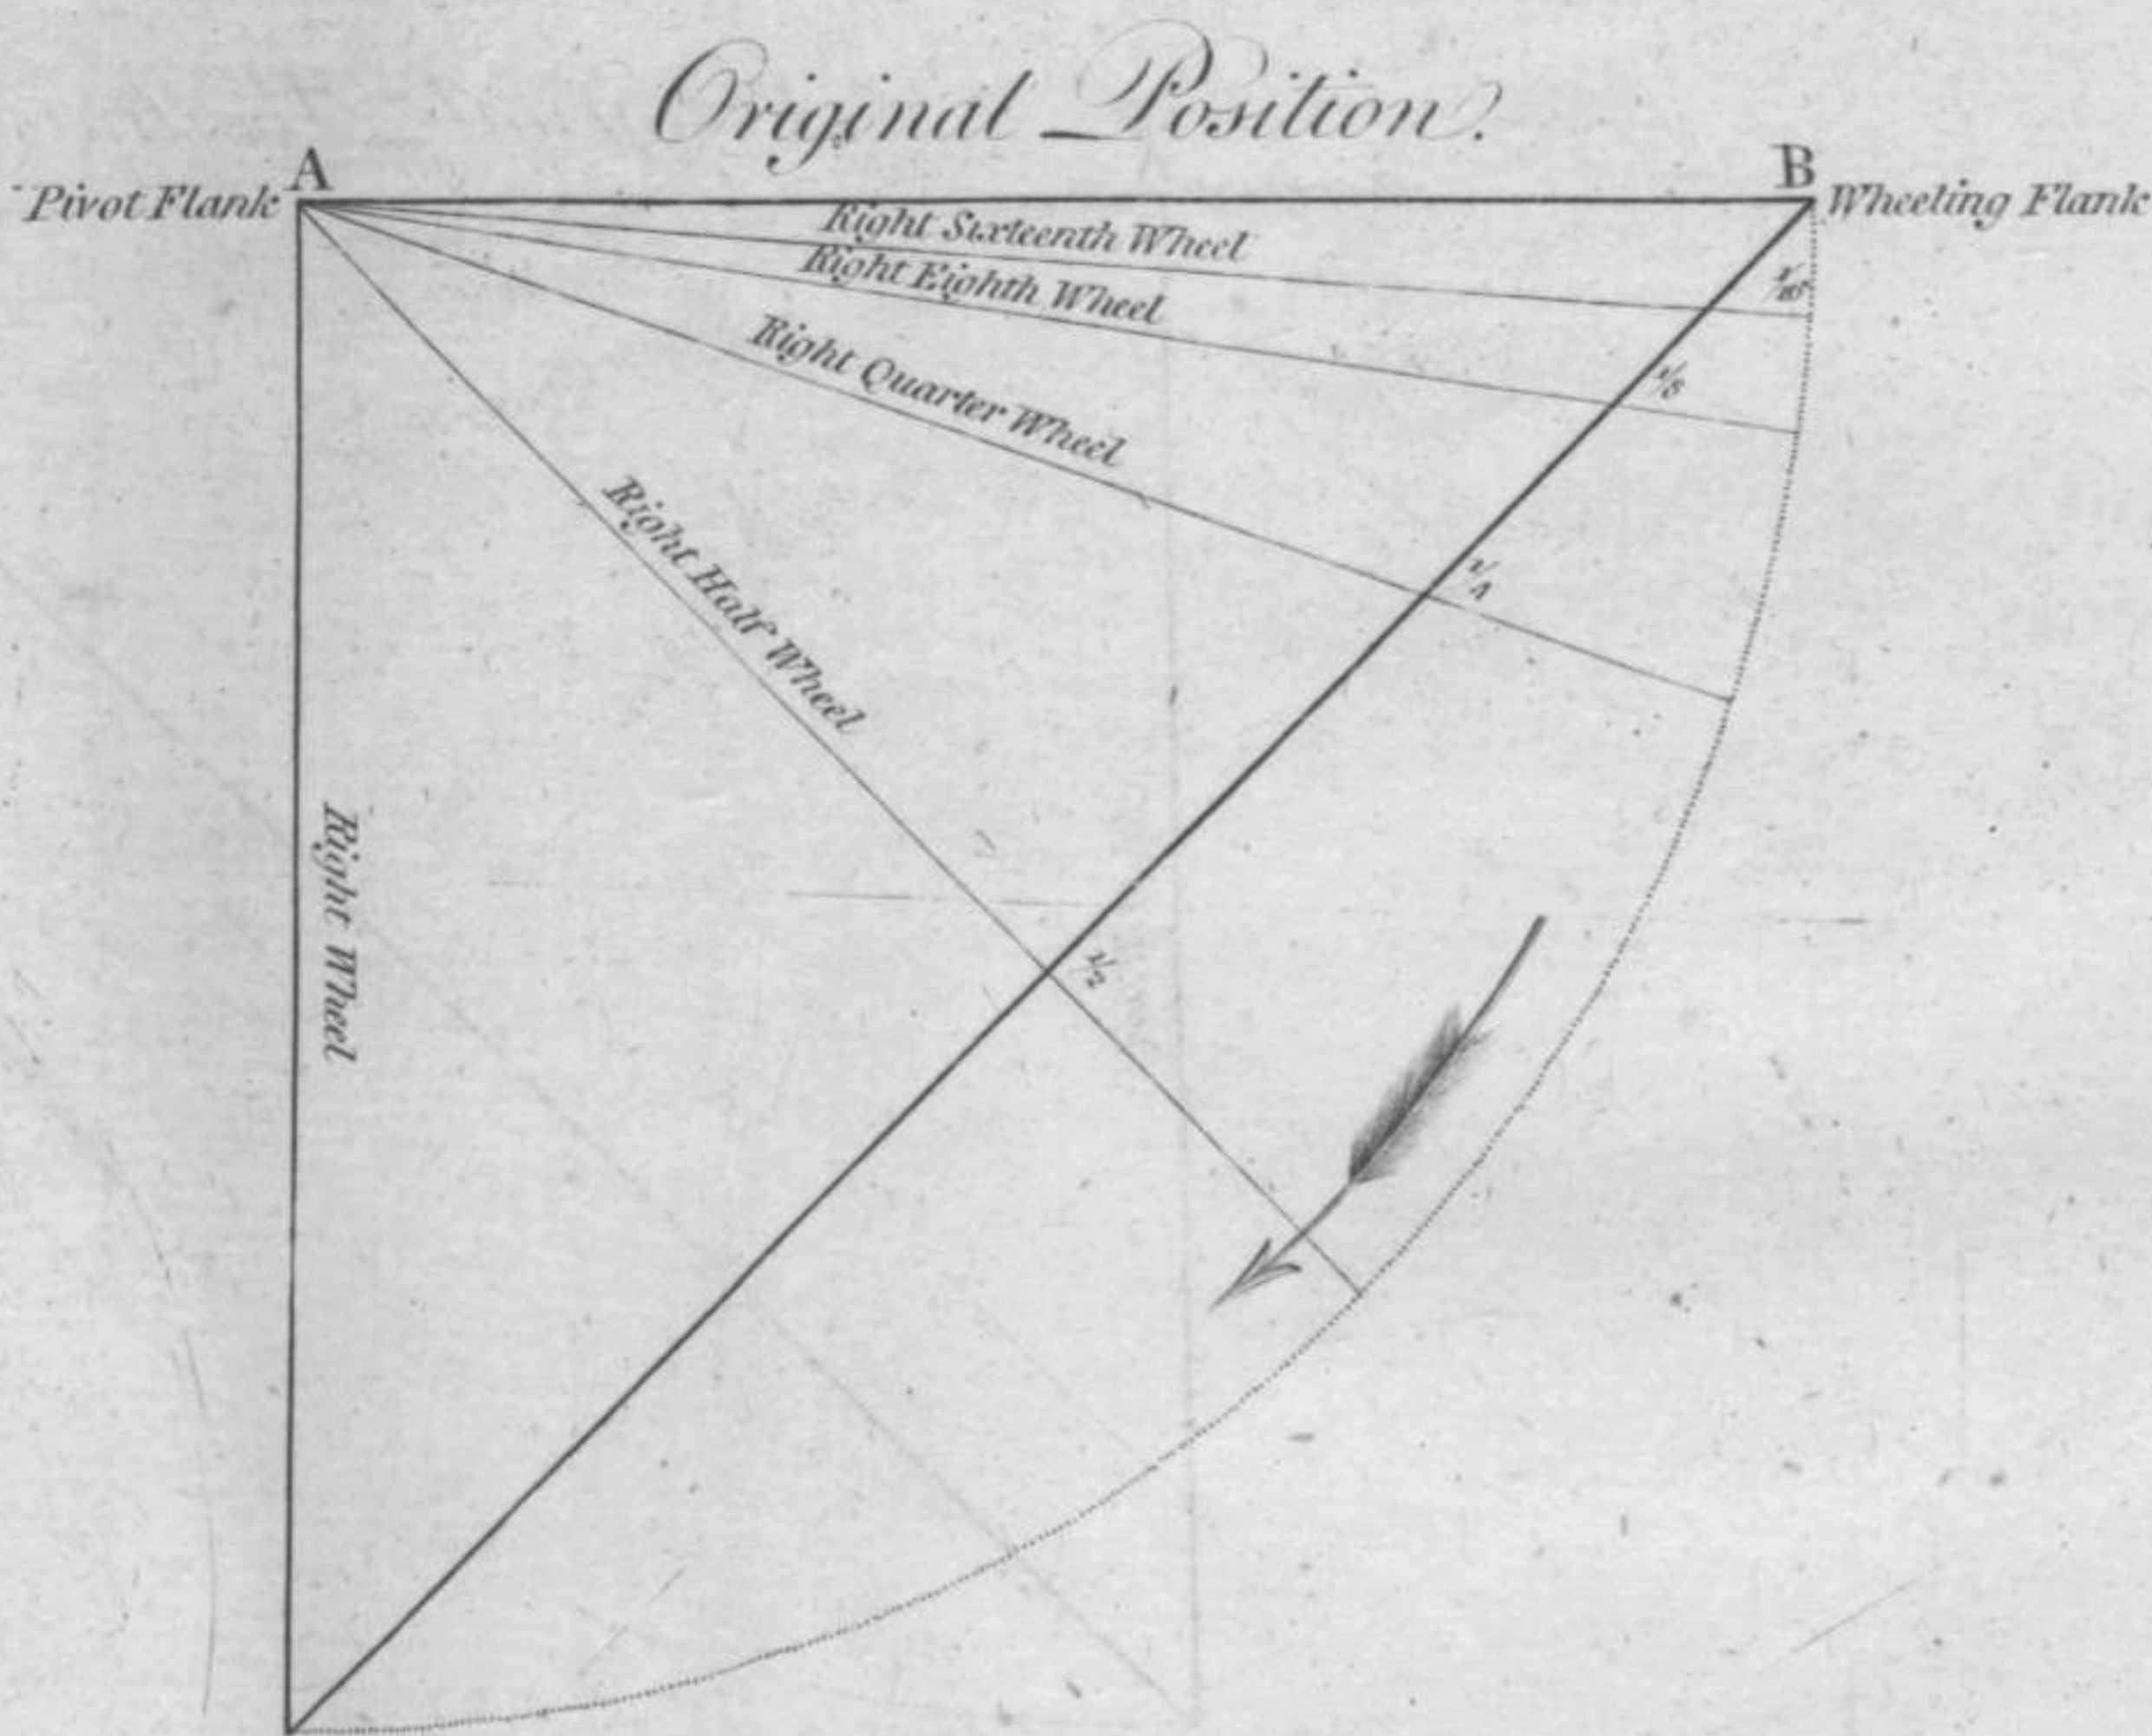 Original Position.
A
B
Pivot Flank
Wheeling Flank
Right Sixteenth Wheel
1/16
Right Eighth Wheel
1/8
Right Quarter Wheel
1/4
Right Half Wheel
1/2
Right Wheel